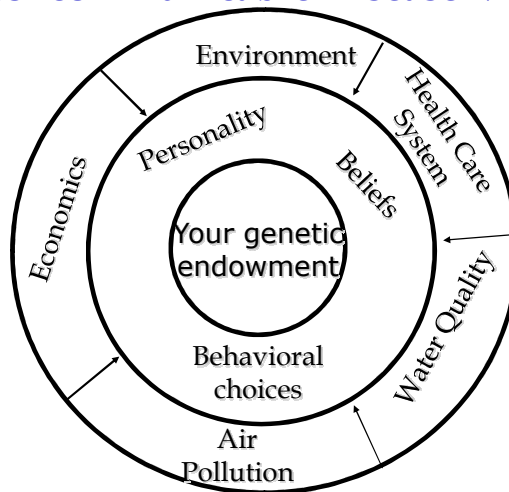 Environment
Health Care
System
Personality
Beliefs
Economics
Your genetic
endowment
Water Quality
Behavioral
choices
Air
Pollution